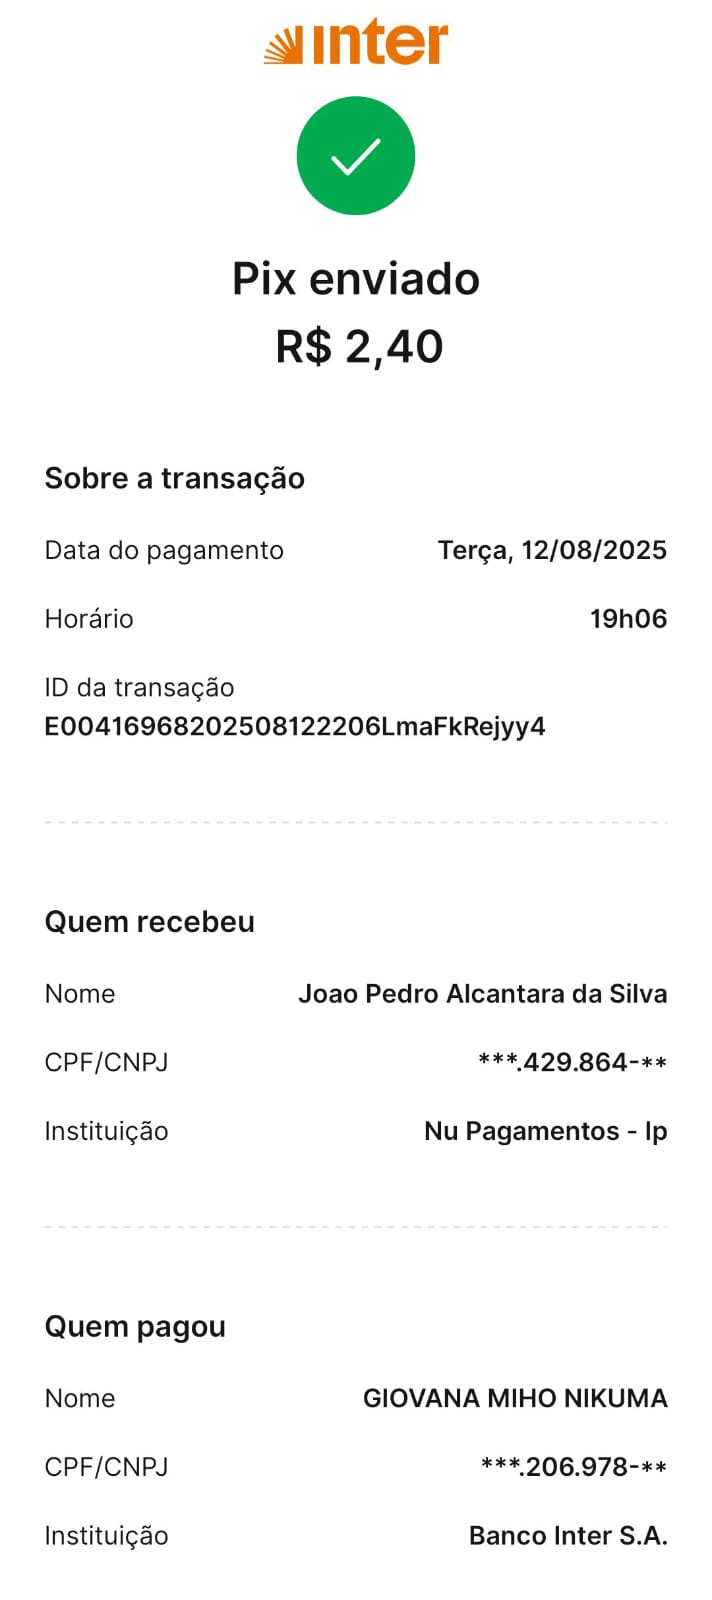 inter
Pix enviado
R$ 2,40
Sobre a transação
Data do pagamento Terça, 12/08/2025
Horário 19h06
ID da transação
E00416968202508122206LmaFkRejyy4
Quem recebeu
Nome Joao Pedro Alcantara da Silva
CPF/CNPJ ***.429.864-**
Instituição Nu Pagamentos - Ip
Quem pagou
Nome GIOVANA MIHO NIKUMA
CPF/CNPJ ***.206.978-**
Instituição Banco Inter S.A.